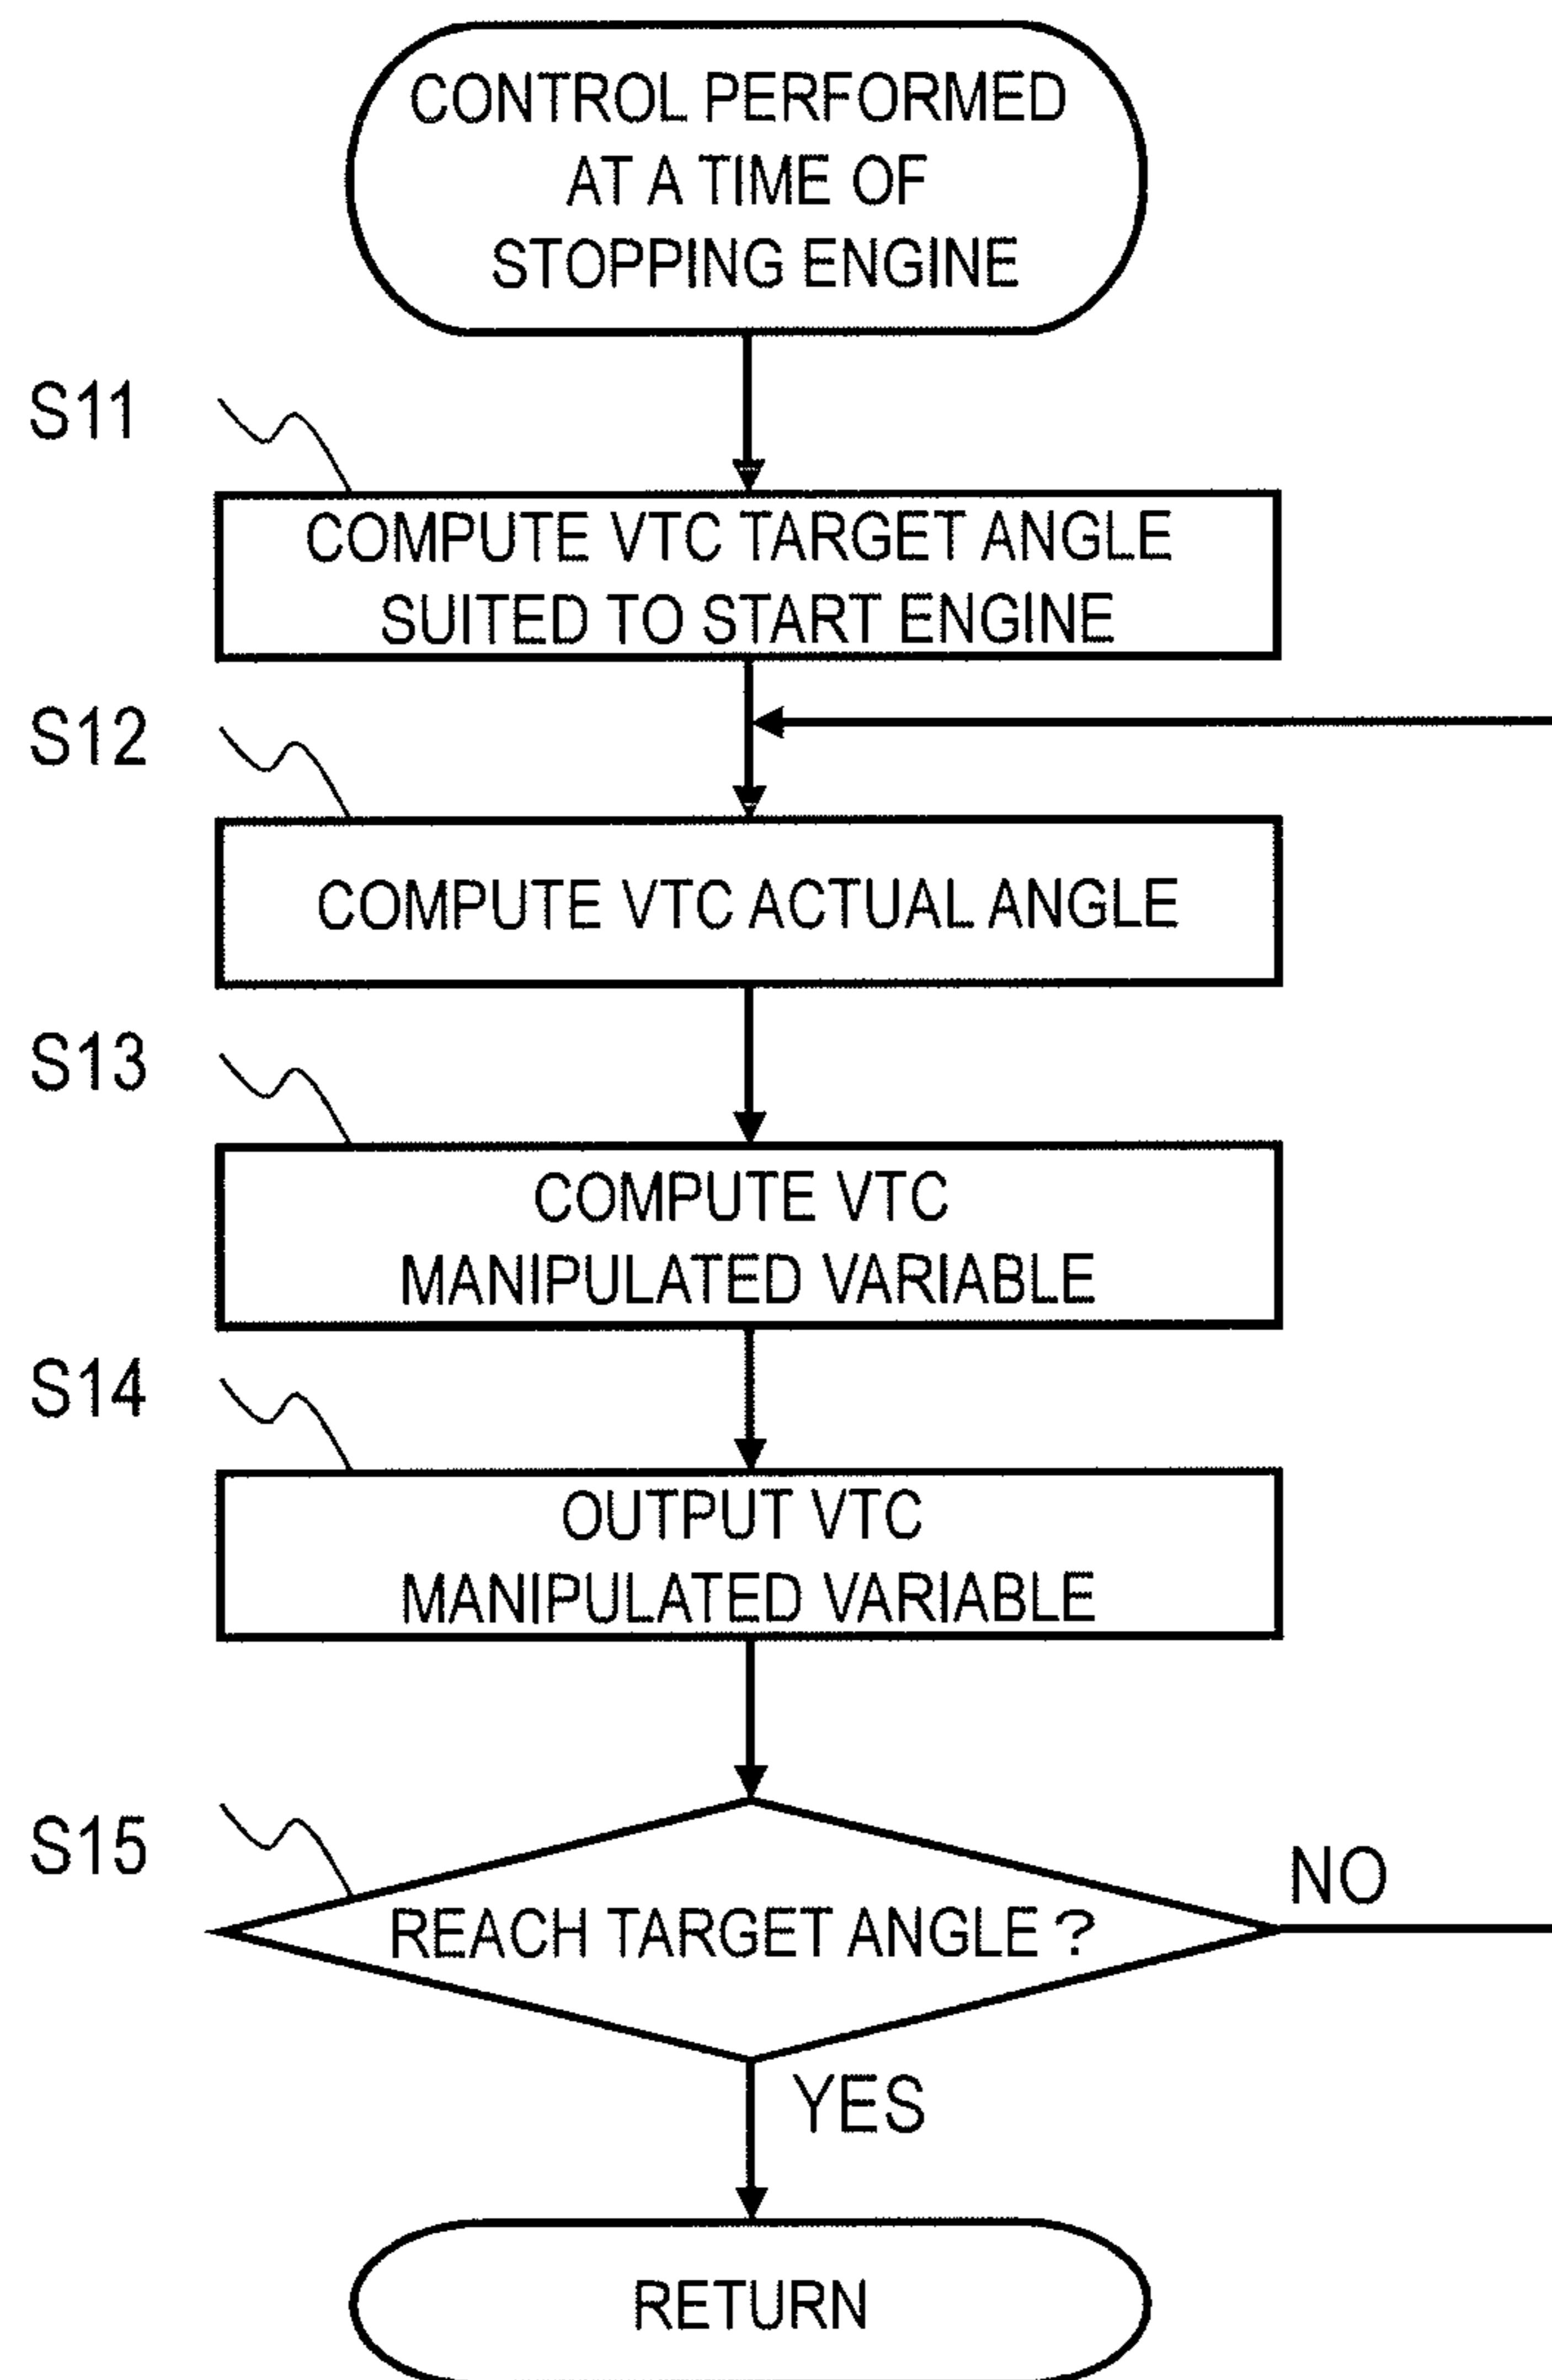 CONTROL PERFORMED
AT A TIME OF
STOPPING ENGINE
S11
COMPUTE VTC TARGET ANGLE
SUITED TO START ENGINE
S12
COMPUTE VTC ACTUAL ANGLE
S13
COMPUTE VTC
MANIPULATED VARIABLE
S14
OUTPUT VTC
MANIPULATED VARIABLE
S15
REACH TARGET ANGLE ?
NO
YES
RETURN